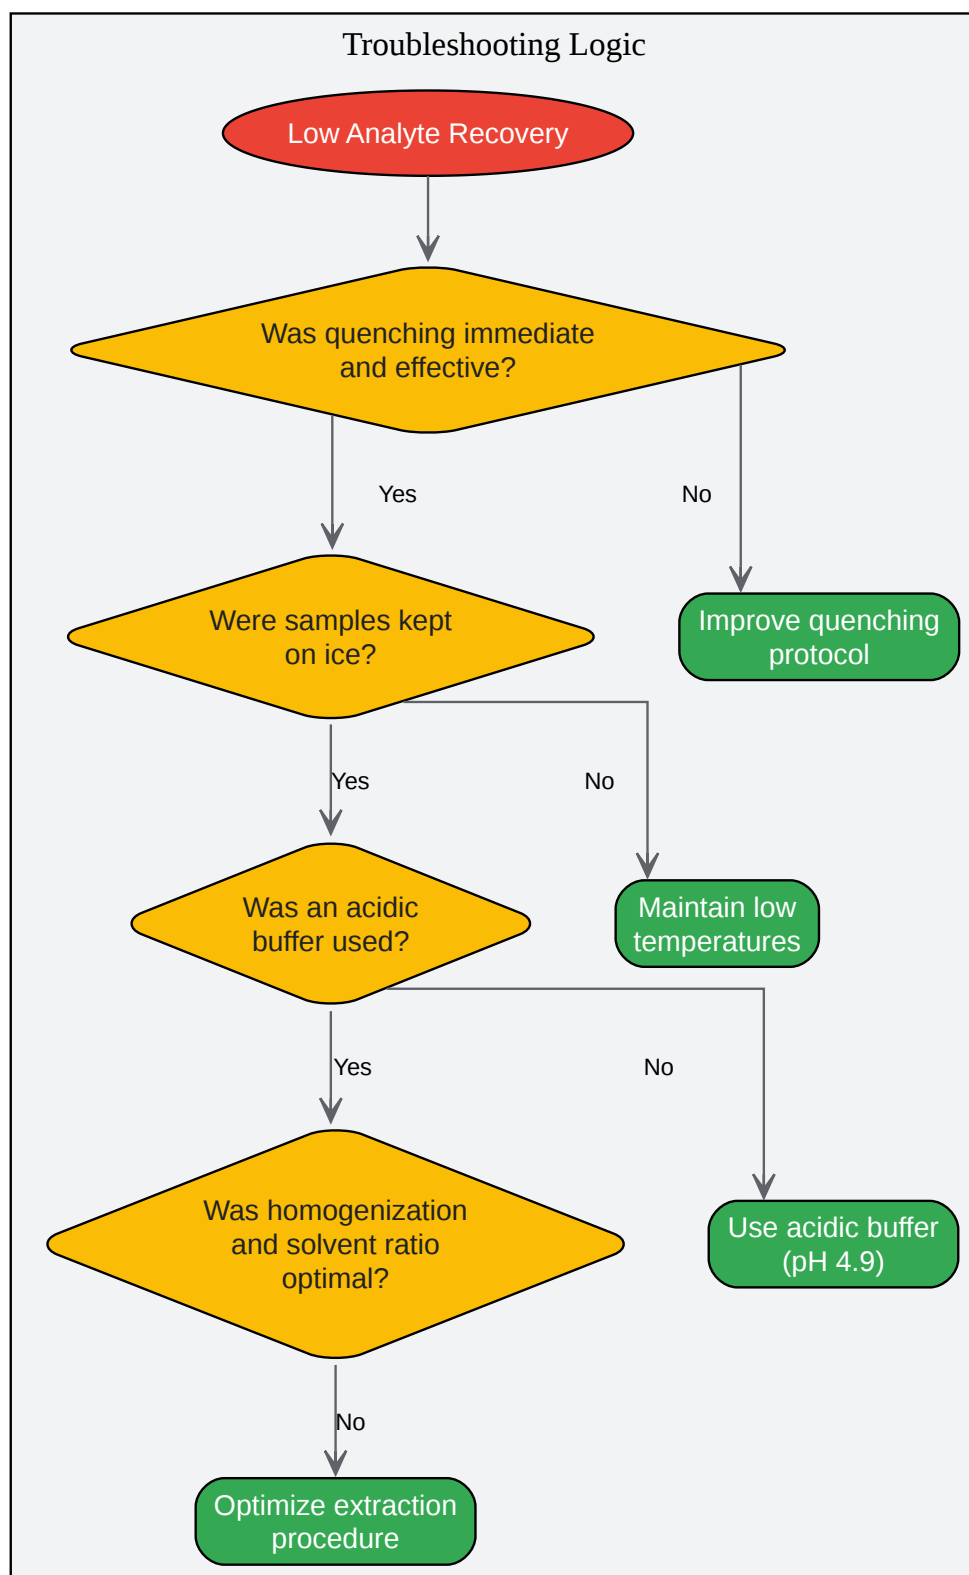 Troubleshooting Logic
Low Analyte Recovery
Was quenching immediate
and effective?
Yes
No
Were samples kept
on ice?
Improve quenching
protocol
Yes
No
Was an acidic
buffer used?
Maintain low
temperatures
Yes
No
Was homogenization
and solvent ratio
optimal?
Use acidic buffer
(pH 4.9)
No
Optimize extraction
procedure